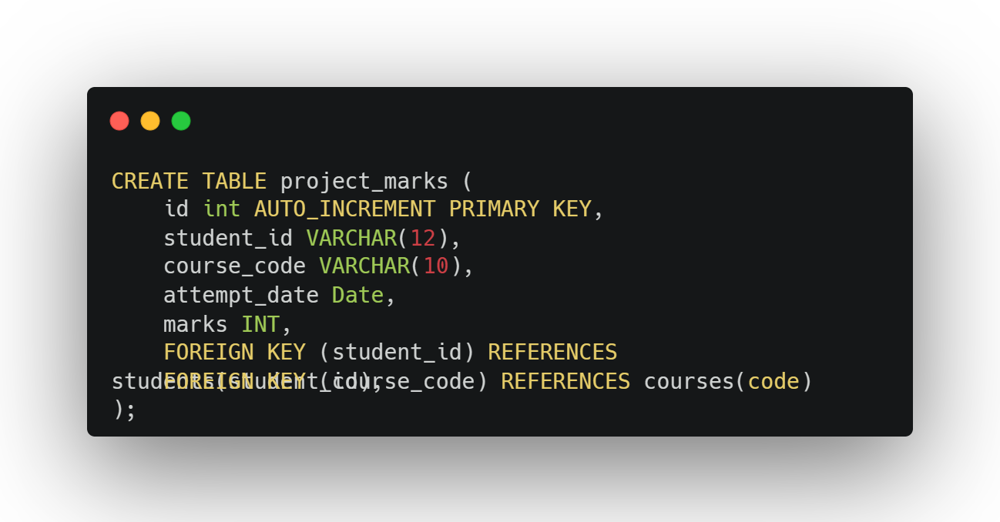 CREATE TABLE project_marks (
    id int AUTO_INCREMENT PRIMARY KEY,
    student_id VARCHAR(12),
    course_code VARCHAR(10),
    attempt_date Date,
    marks INT,
    FOREIGN KEY (student_id) REFERENCES
students(student_id),
    FOREIGN KEY (course_code) REFERENCES courses(code)
);